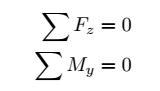 ∑ F_z = 0
∑ M_y = 0